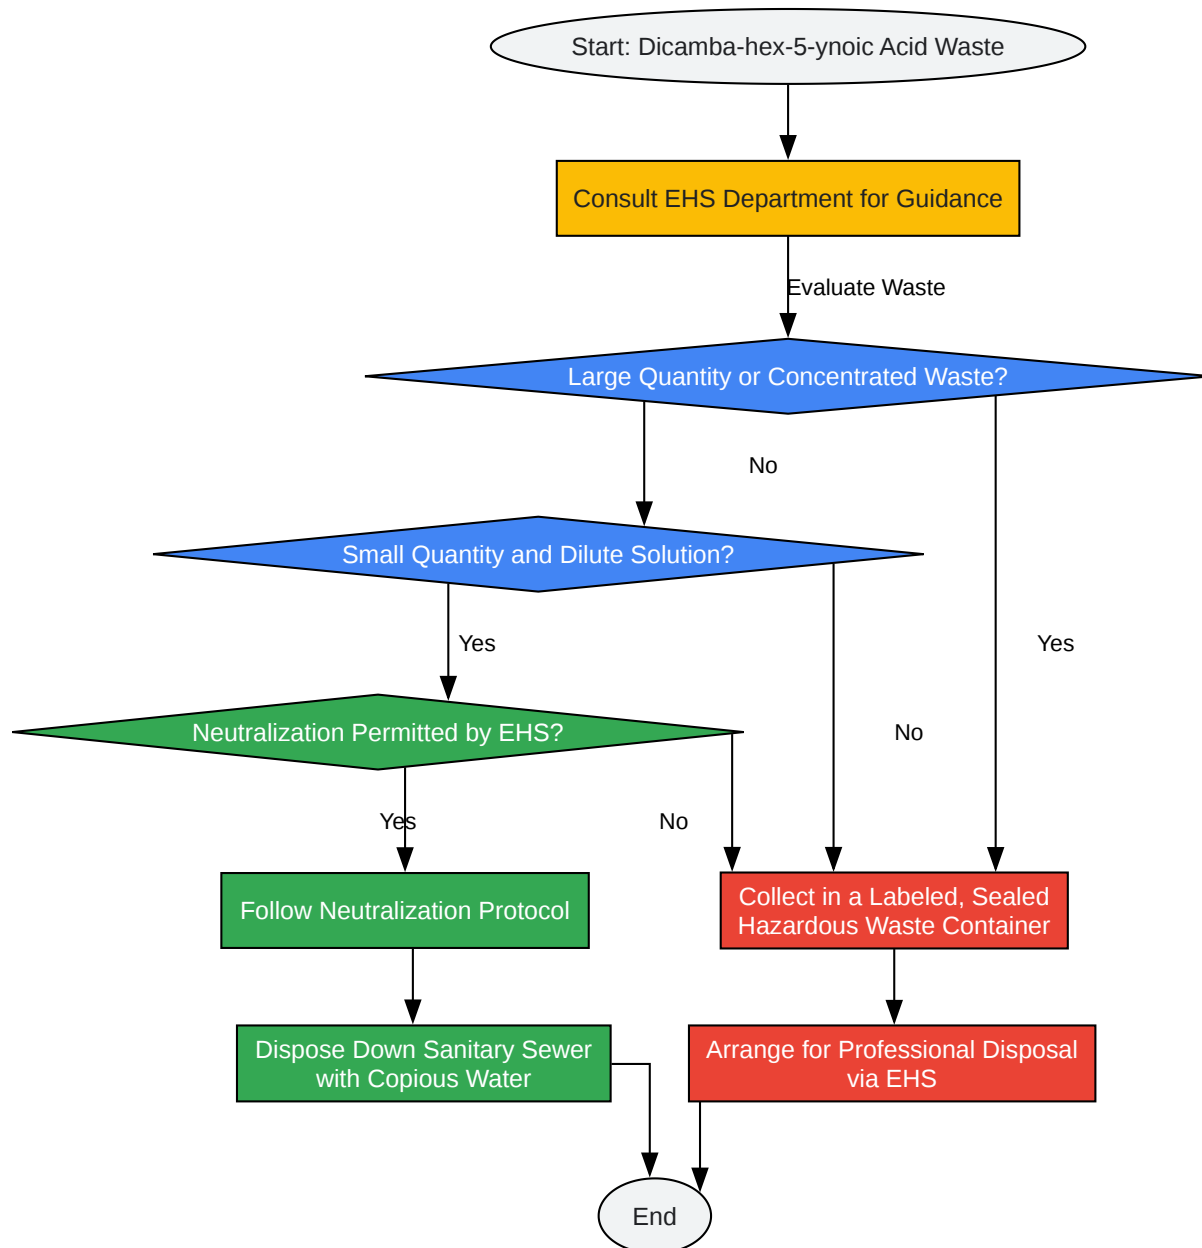 Start: Dicamba-hex-5-ynoic Acid Waste
Consult EHS Department for Guidance
Evaluate Waste
Large Quantity or Concentrated Waste?
No
Small Quantity and Dilute Solution?
Yes
Yes
Neutralization Permitted by EHS?
No
Yes
No
Follow Neutralization Protocol
Collect in a Labeled, Sealed
Hazardous Waste Container
Dispose Down Sanitary Sewer
with Copious Water
Arrange for Professional Disposal
via EHS
End